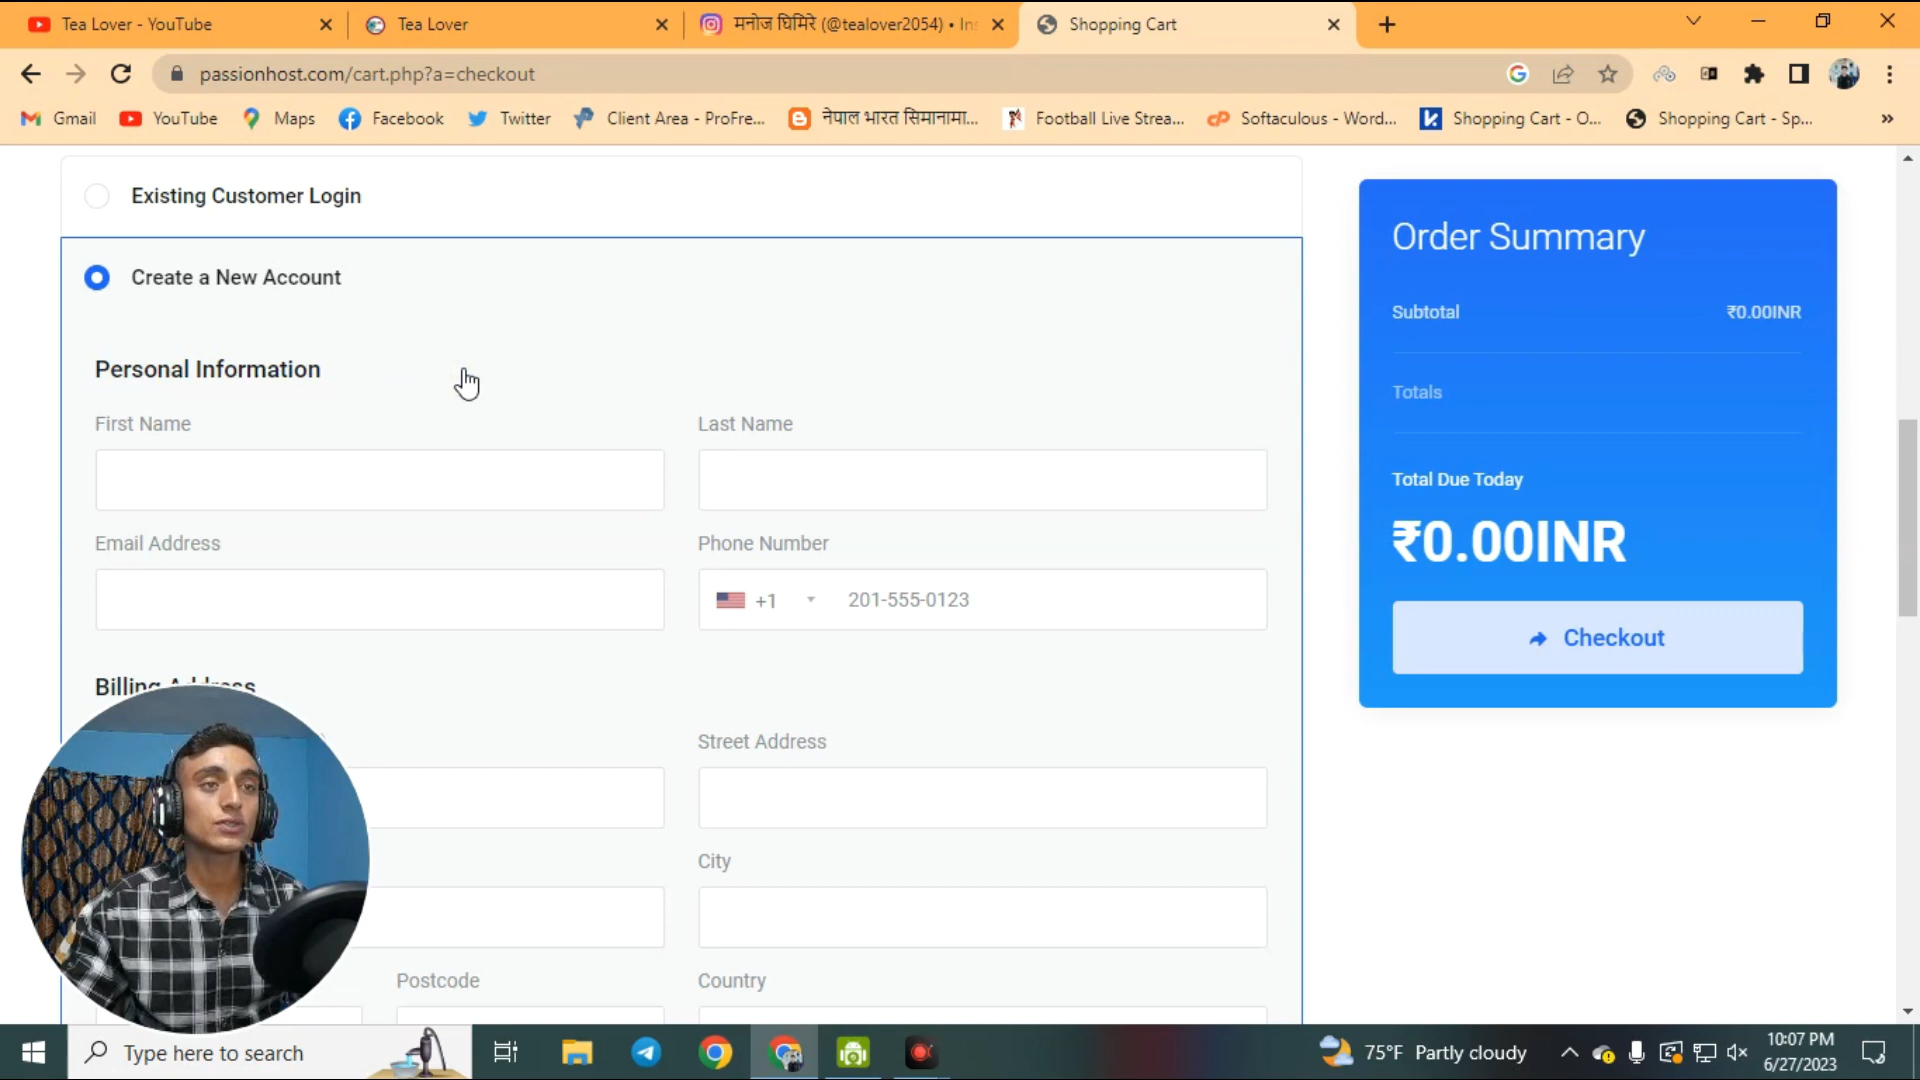 Tea Lover - YouTube
Tea Lover
मनोज घिमिरे (@tealover2054) • Ins
Shopping Cart
passionhost.com/cart.php?a=checkout
Gmail
YouTube
Maps
Facebook
Twitter
Client Area - ProFre...
नेपाल भारत सिमानामा...
Football Live Strea...
Softaculous - Word...
Shopping Cart - O...
Shopping Cart - Sp...
»
Existing Customer Login
Create a New Account
Personal Information
First Name
Last Name
Email Address
Phone Number
+1
201-555-0123
Billing Address
Street Address
City
Postcode
Country
Order Summary
Subtotal
₹0.00INR
Totals
Total Due Today
₹0.00INR
Checkout
Type here to search
75°F Partly cloudy
10:07 PM
6/27/2023